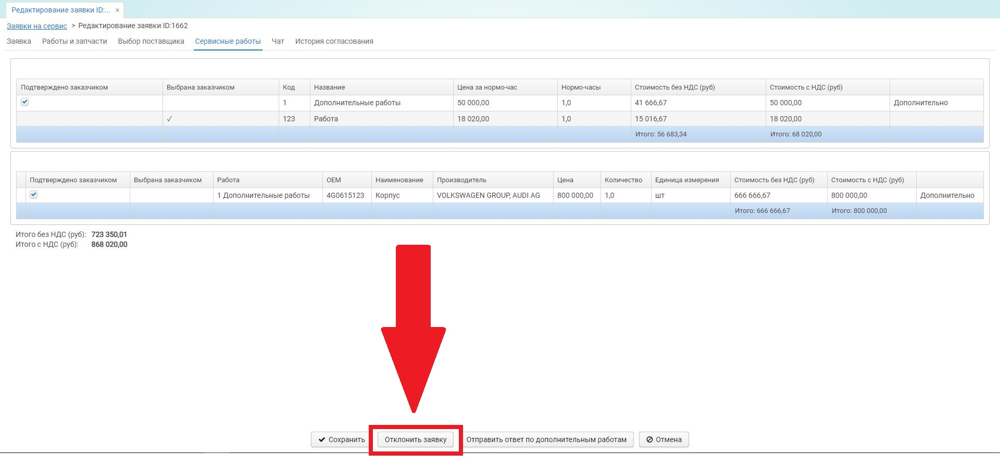 Редактирование заявки ID:... ×
Заявки на сервис > Редактирование заявки ID:1662
Заявка Работы и запчасти Выбор поставщика Сервисные работы Чат История согласования
Подтверждено заказчиком Выбрана заказчиком Код Название Цена за нормо-час Нормо-часы Стоимость без НДС (руб) Стоимость с НДС (руб)
1 Дополнительные работы 50 000,00 1,0 41 666,67 50 000,00 Дополнительно
✓ 123 Работа 18 020,00 1,0 15 016,67 18 020,00
Итого: 56 683,34 Итого: 68 020,00
Подтверждено заказчиком Выбрана заказчиком Работа OEM Наименование Производитель Цена Количество Единица измерения Стоимость без НДС (руб) Стоимость с НДС (руб)
1 Дополнительные работы 4G0615123 Корпус VOLKSWAGEN GROUP, AUDI AG 800 000,00 1,0 шт 666 666,67 800 000,00 Дополнительно
Итого: 666 666,67 Итого: 800 000,00
Итого без НДС (руб): 723 350,01
Итого с НДС (руб): 868 020,00
Сохранить Отклонить заявку Отправить ответ по дополнительным работам Отмена